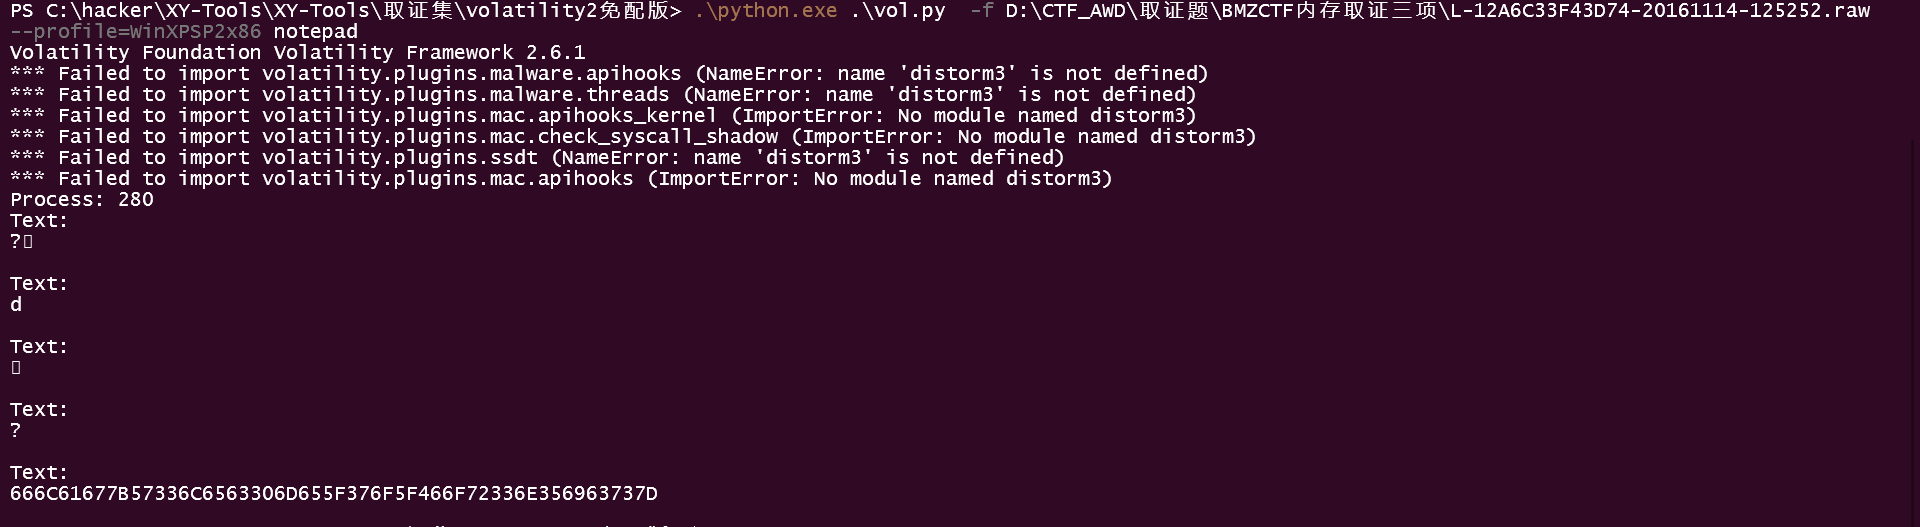 PS C:\hacker\XY-Tools\XY-Tools\取证集\volatility2免配版> .\python.exe .\vol.py  -f D:\CTF_AWD\取证题\BMZCTF内存取证三项\L-12A6C33F43D74-20161114-125252.raw
--profile=WinXPSP2x86 notepad
Volatility Foundation Volatility Framework 2.6.1
*** Failed to import volatility.plugins.malware.apihooks (NameError: name 'distorm3' is not defined)
*** Failed to import volatility.plugins.malware.threads (NameError: name 'distorm3' is not defined)
*** Failed to import volatility.plugins.mac.apihooks_kernel (ImportError: No module named distorm3)
*** Failed to import volatility.plugins.mac.check_syscall_shadow (ImportError: No module named distorm3)
*** Failed to import volatility.plugins.ssdt (NameError: name 'distorm3' is not defined)
*** Failed to import volatility.plugins.mac.apihooks (ImportError: No module named distorm3)
Process: 280
Text:
?
Text:
d
Text:
Text:
?
Text:
666C61677B57336C6563306D655F376F5F466F72336E356963737D